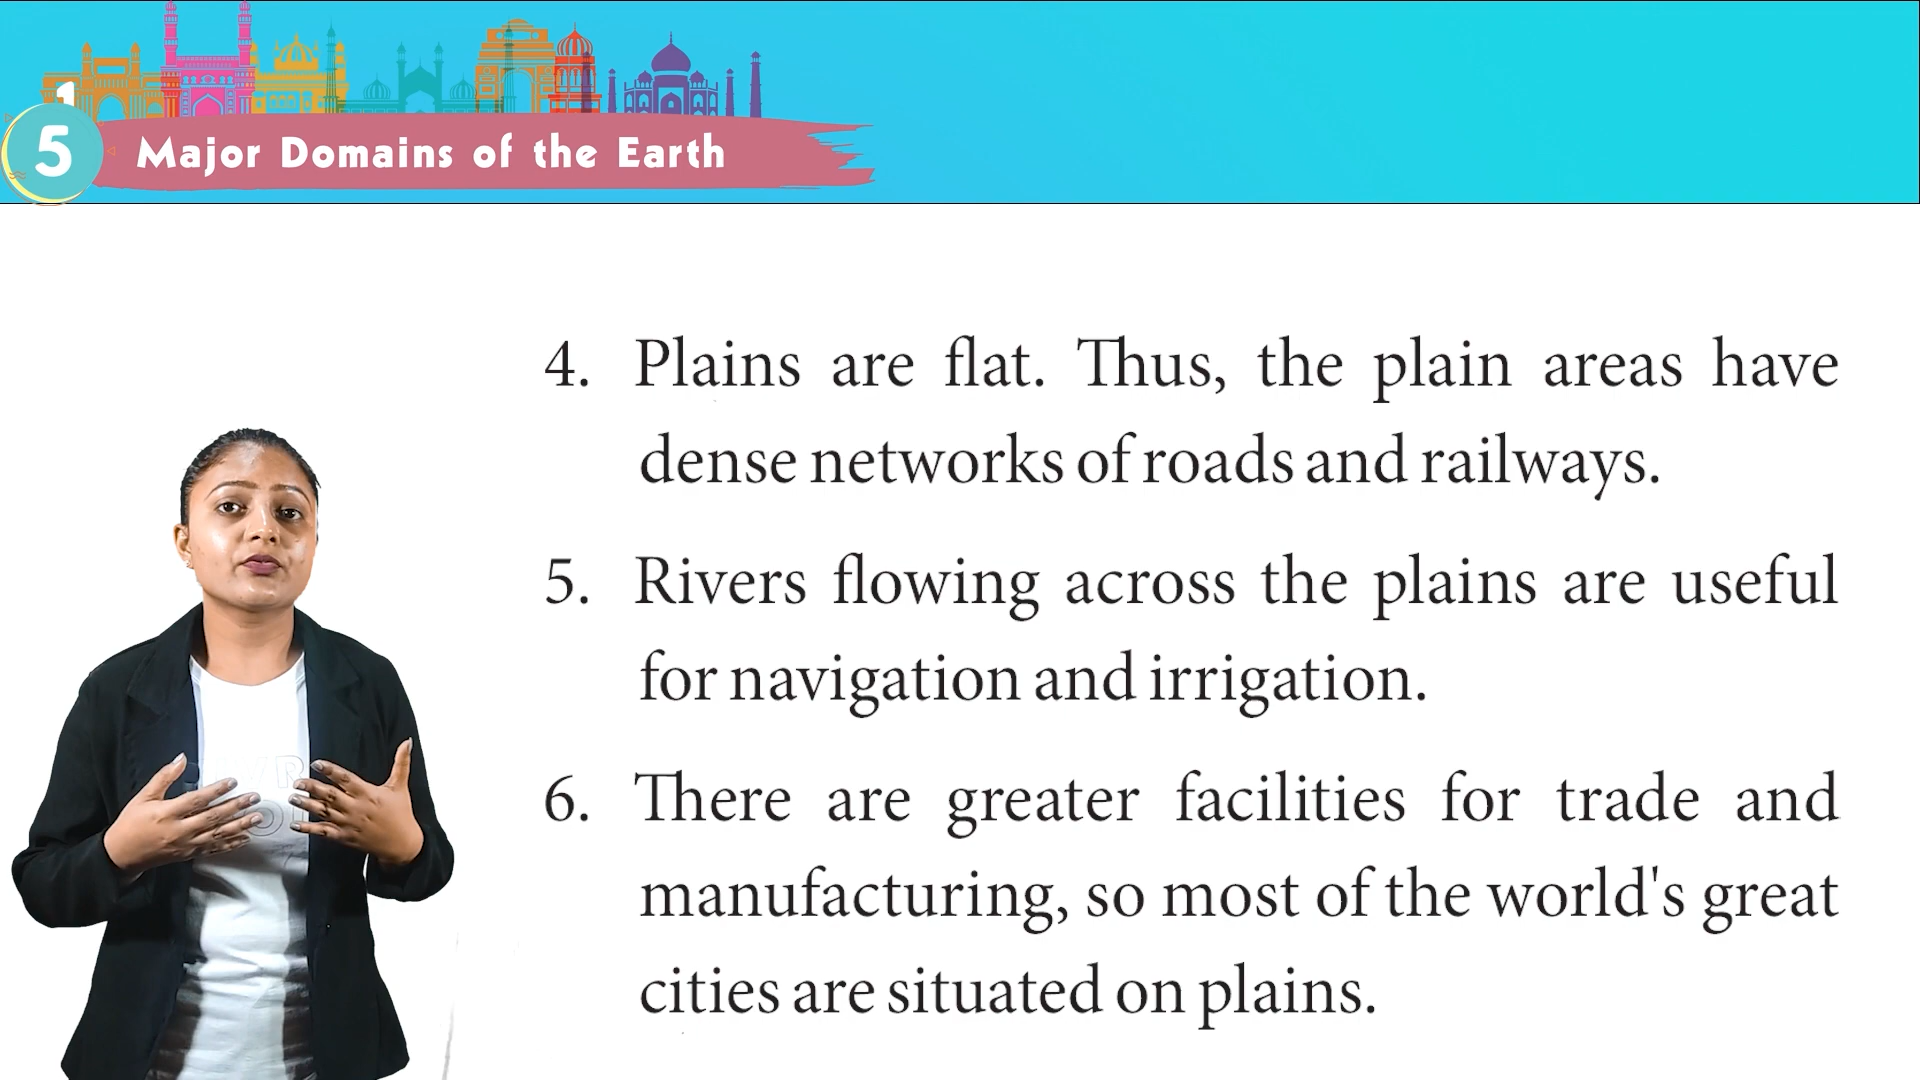 5 Major Domains of the Earth
4. Plains are flat. Thus, the plain areas have
dense networks of roads and railways.
5. Rivers flowing across the plains are useful
for navigation and irrigation.
6. There are greater facilities for trade and
manufacturing, so most of the world's great
cities are situated on plains.